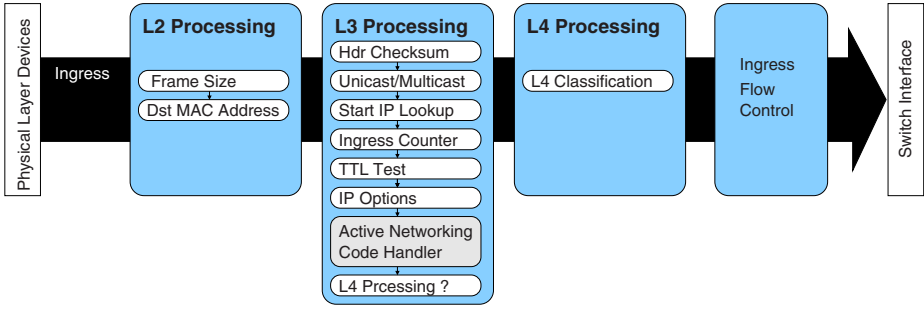 Physical Layer Devices
Ingress
L2 Processing
Frame Size
Dst MAC Address
L3 Processing
Hdr Checksum
Unicast/Multicast
Start IP Lookup
Ingress Counter
TTL Test
IP Options
Active Networking
Code Handler
L4 Prcessing ?
L4 Processing
L4 Classification
Ingress
Flow
Control
Switch Interface